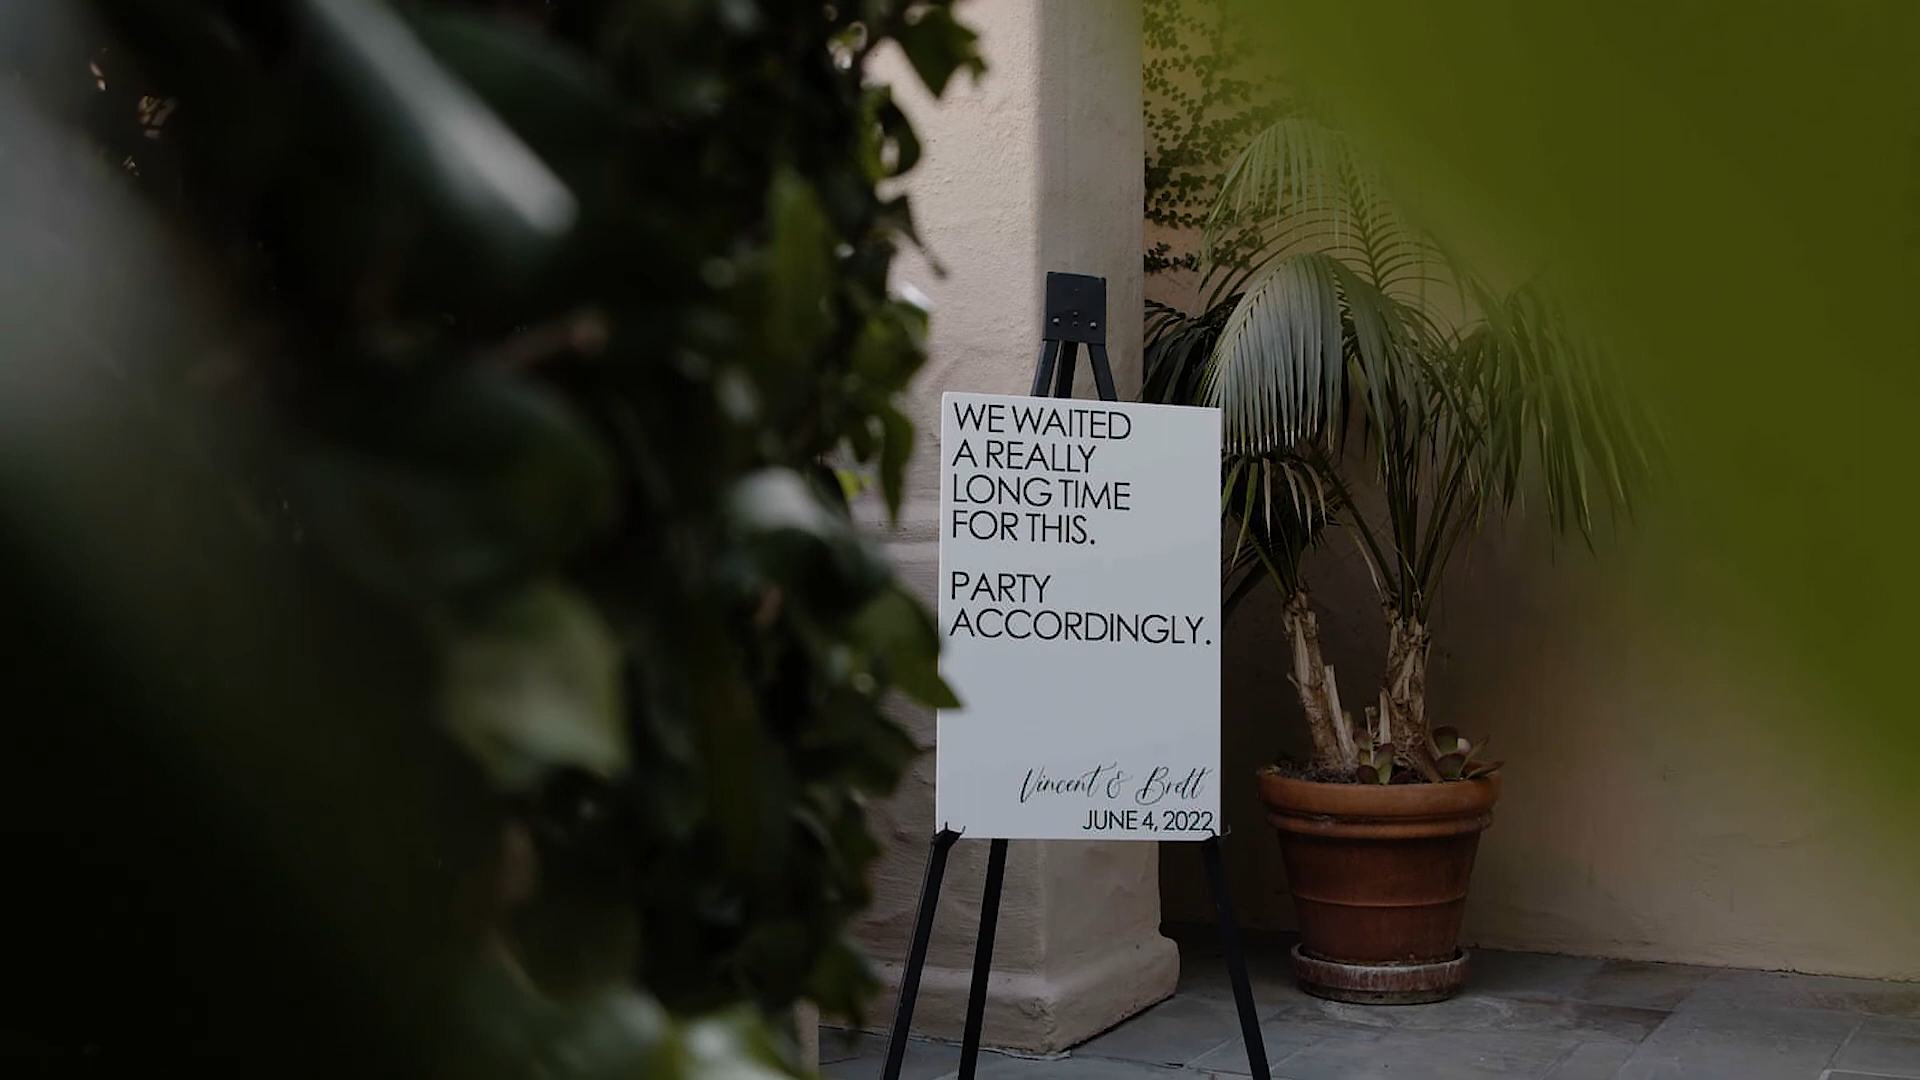 WE WAITED
A REALLY
LONG TIME
FOR THIS.
PARTY
ACCORDINGLY.
Vincent & Brett
JUNE 4, 2022